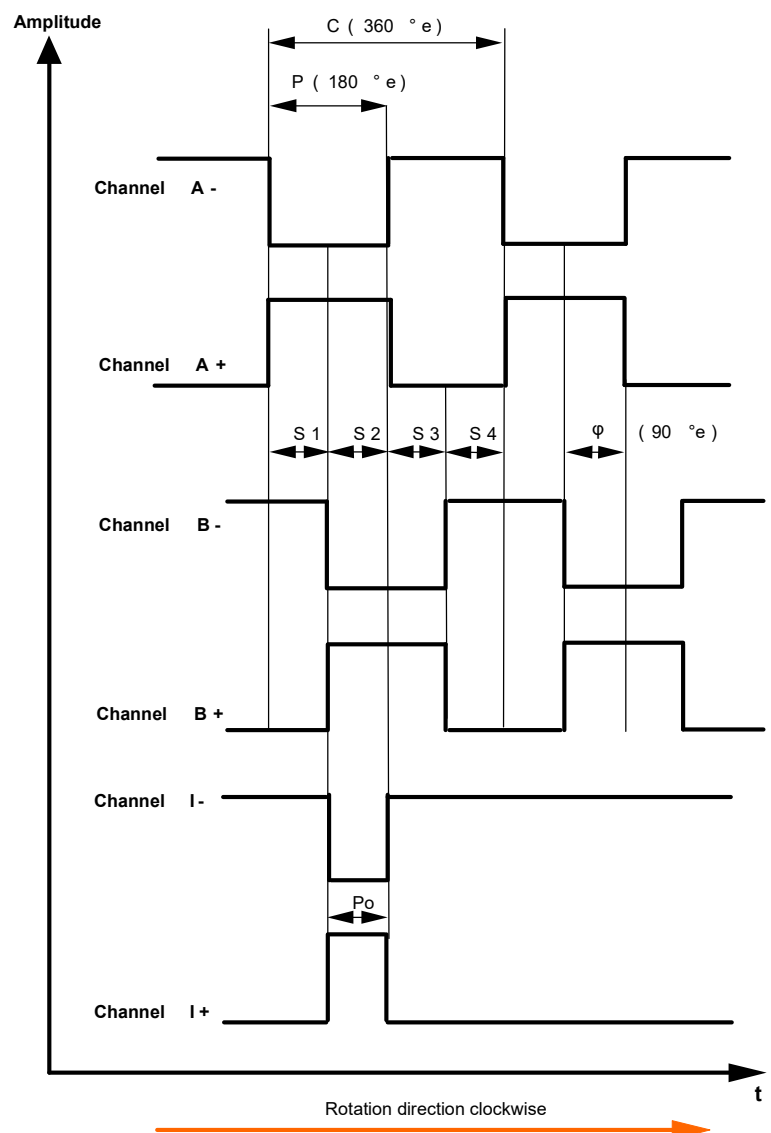 Amplitude
C ( 360 ° e )
P ( 180 ° e )
Channel A -
Channel A +
S 1 S 2 S 3 S 4 φ ( 90 °e )
Channel B -
Channel B +
Channel I -
Po
Channel I +
t
Rotation direction clockwise